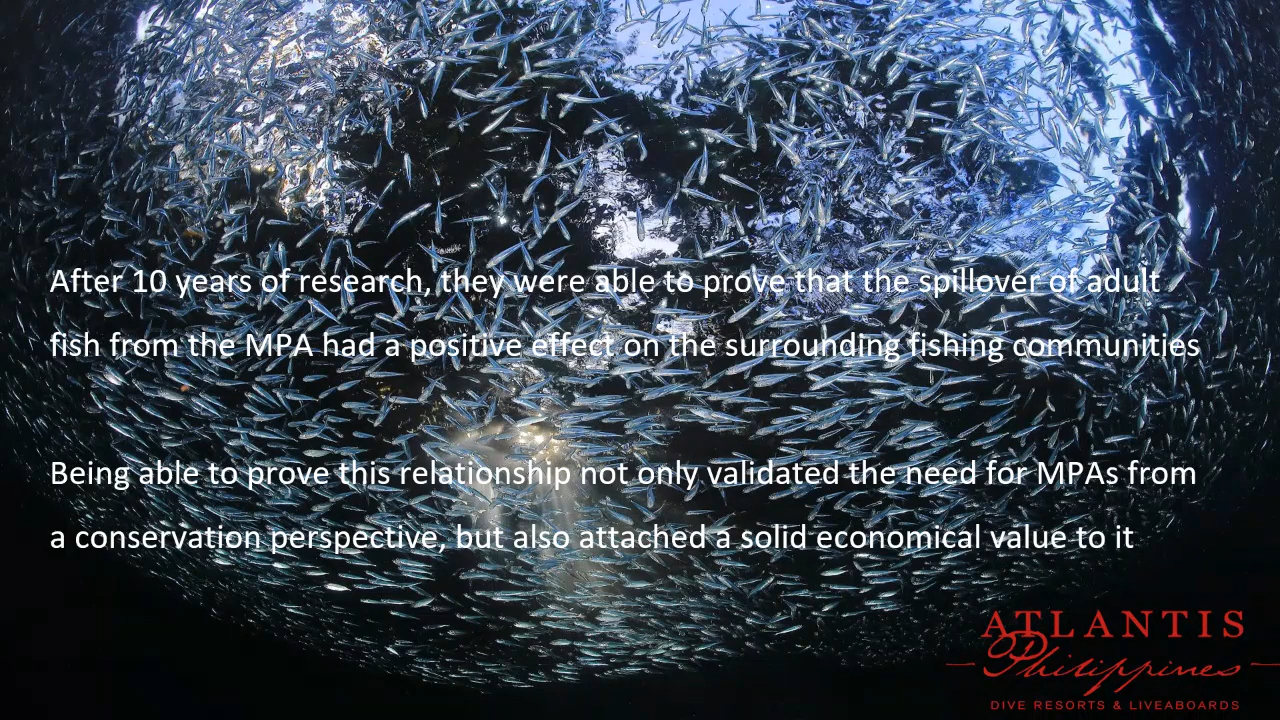 After 10 years of research, they were able to prove that the spillover of adult
fish from the MPA had a positive effect on the surrounding fishing communities
Being able to prove this relationship not only validated the need for MPAs from
a conservation perspective, but also attached a solid economical value to it
ATLANTIS
Philippines
DIVE RESORTS & LIVEABOARDS